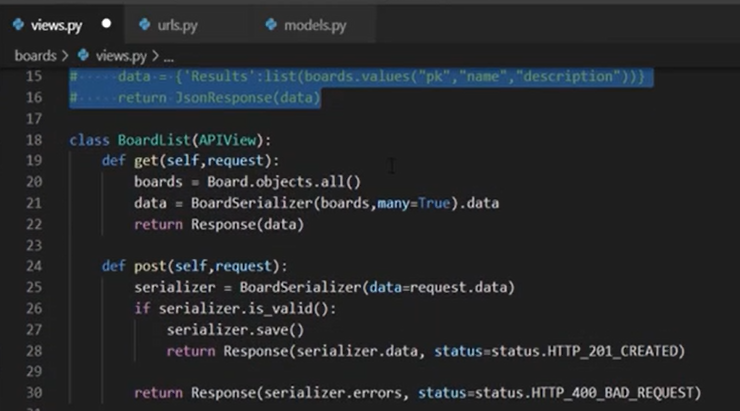 views.py urls.py models.py
boards > views.py > ...
15 #     data = {'Results':list(boards.values("pk","name","description"))}
16 #     return JsonResponse(data)
17
18 class BoardList(APIView):
19     def get(self,request):
20         boards = Board.objects.all()
21         data = BoardSerializer(boards,many=True).data
22         return Response(data)
23
24     def post(self,request):
25         serializer = BoardSerializer(data=request.data)
26         if serializer.is_valid():
27             serializer.save()
28             return Response(serializer.data, status=status.HTTP_201_CREATED)
29
30         return Response(serializer.errors, status=status.HTTP_400_BAD_REQUEST)